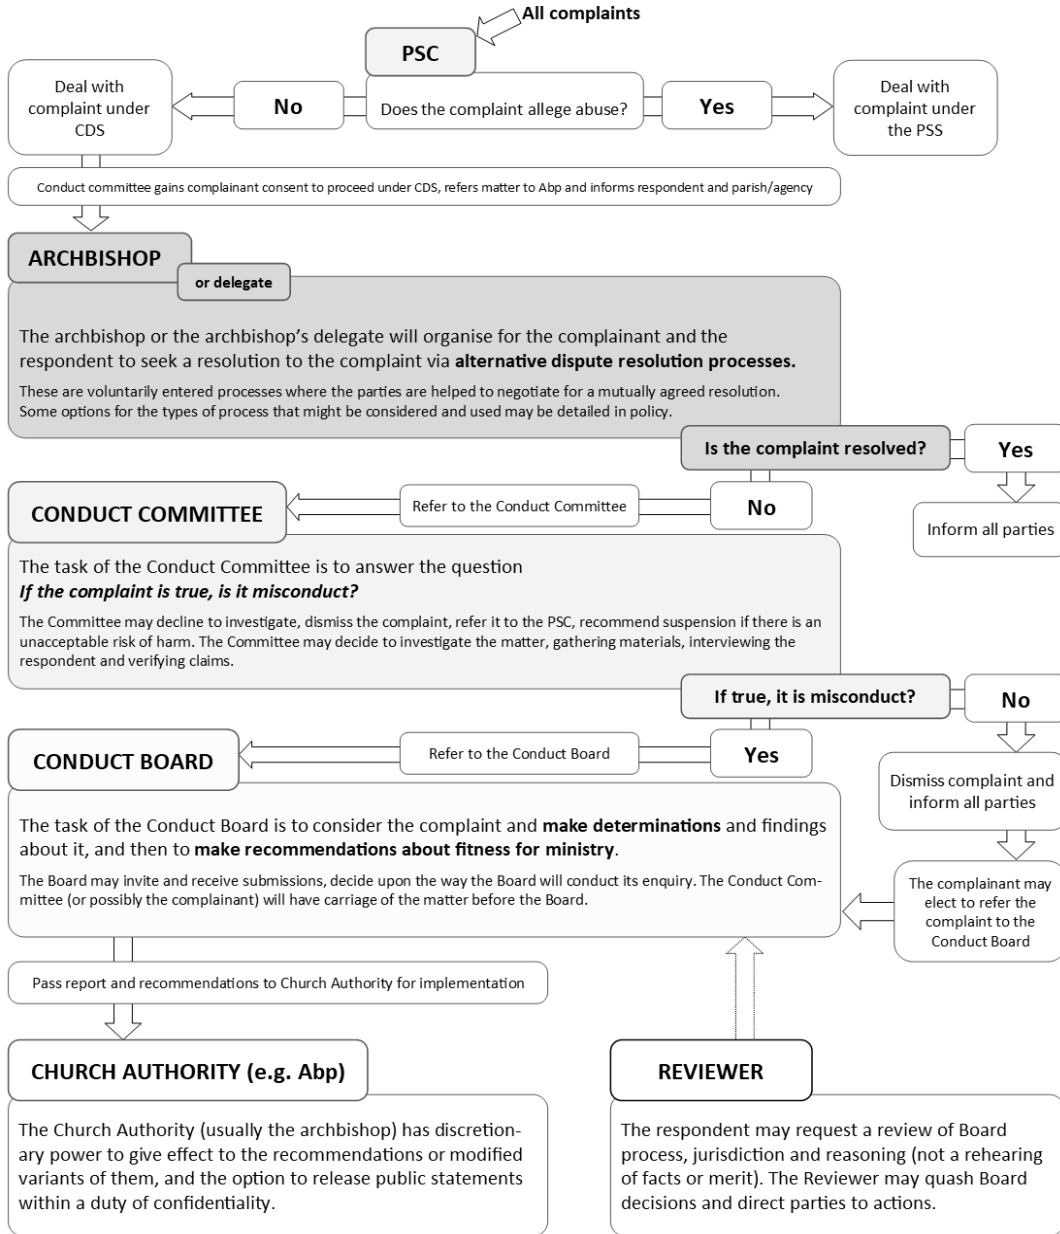 All complaints
PSC
Deal with
complaint under
CDS
No
Does the complaint allege abuse?
Yes
Deal with
complaint under
the PSS
Conduct committee gains complainant consent to proceed under CDS, refers matter to Abp and informs respondent and parish/agency
ARCHBISHOP
or delegate
The archbishop or the archbishop’s delegate will organise for the complainant and the
respondent to seek a resolution to the complaint via alternative dispute resolution processes.
These are voluntarily entered processes where the parties are helped to negotiate for a mutually agreed resolution.
Some options for the types of process that might be considered and used may be detailed in policy.
Is the complaint resolved?
Yes
Inform all parties
No
Refer to the Conduct Committee
CONDUCT COMMITTEE
The task of the Conduct Committee is to answer the question
If the complaint is true, is it misconduct?
The Committee may decline to investigate, dismiss the complaint, refer it to the PSC, recommend suspension if there is an
unacceptable risk of harm. The Committee may decide to investigate the matter, gathering materials, interviewing the
respondent and verifying claims.
If true, it is misconduct?
No
Dismiss complaint and
inform all parties
The complainant may
elect to refer the
complaint to the
Conduct Board
Yes
Refer to the Conduct Board
CONDUCT BOARD
The task of the Conduct Board is to consider the complaint and make determinations and findings
about it, and then to make recommendations about fitness for ministry.
The Board may invite and receive submissions, decide upon the way the Board will conduct its enquiry. The Conduct Com-
mittee (or possibly the complainant) will have carriage of the matter before the Board.
Pass report and recommendations to Church Authority for implementation
CHURCH AUTHORITY (e.g. Abp)
The Church Authority (usually the archbishop) has discretion-
ary power to give effect to the recommendations or modified
variants of them, and the option to release public statements
within a duty of confidentiality.
REVIEWER
The respondent may request a review of Board
process, jurisdiction and reasoning (not a rehearing
of facts or merit). The Reviewer may quash Board
decisions and direct parties to actions.